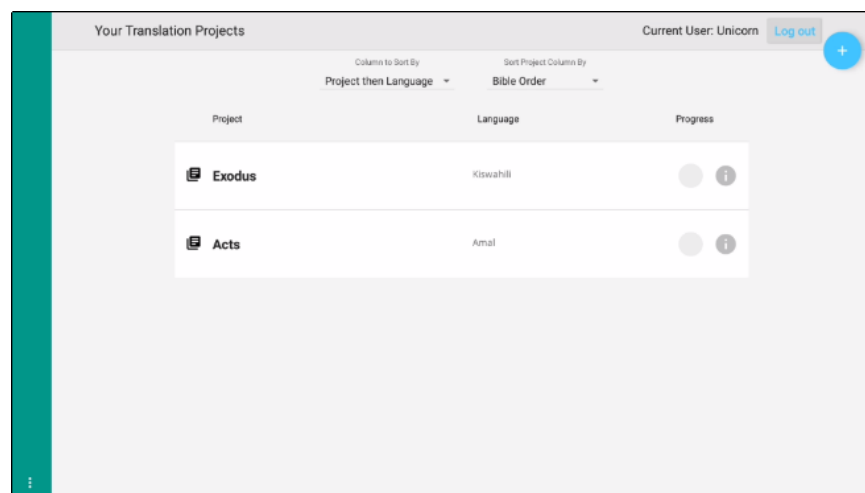 Your Translation Projects Current User: Unicorn Log out
+
Column to Sort By Sort Project Column By
Project then Language Bible Order
Project Language Progress
Exodus Kiswahili
Acts Amal